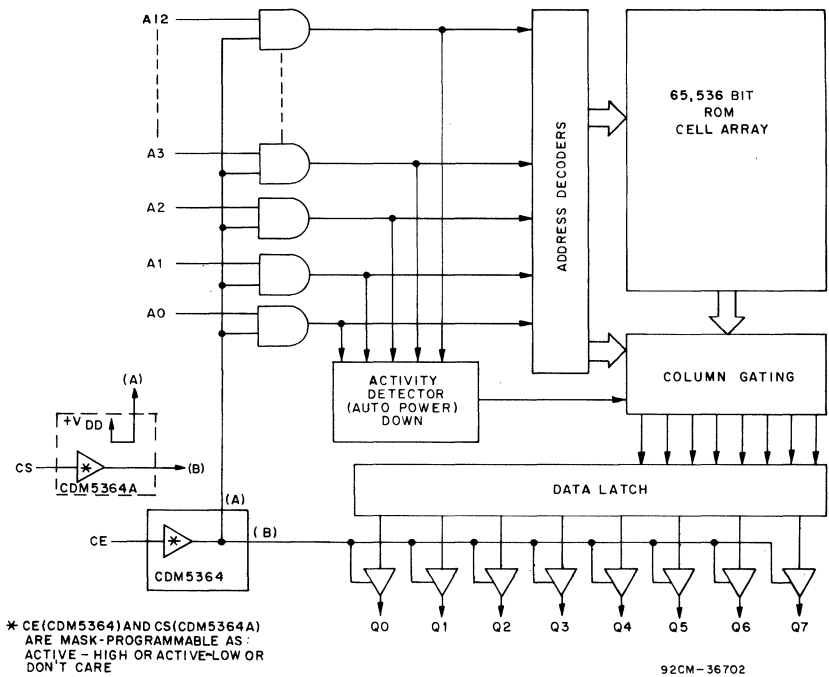 A12
A3
A2
A1
A0
ADDRESS DECODERS
65,536 BIT
ROM
CELL ARRAY
ACTIVITY
DETECTOR
(AUTO POWER)
DOWN
COLUMN GATING
(A)
+VDD
CS
*
(B)
CDM5364A
DATA LATCH
(A)
(B)
CE
*
CDM5364
Q0 Q1 Q2 Q3 Q4 Q5 Q6 Q7
* CE(CDM5364) AND CS(CDM5364A)
ARE MASK-PROGRAMMABLE AS:
ACTIVE-HIGH OR ACTIVE-LOW OR
DON'T CARE
92CM-36702